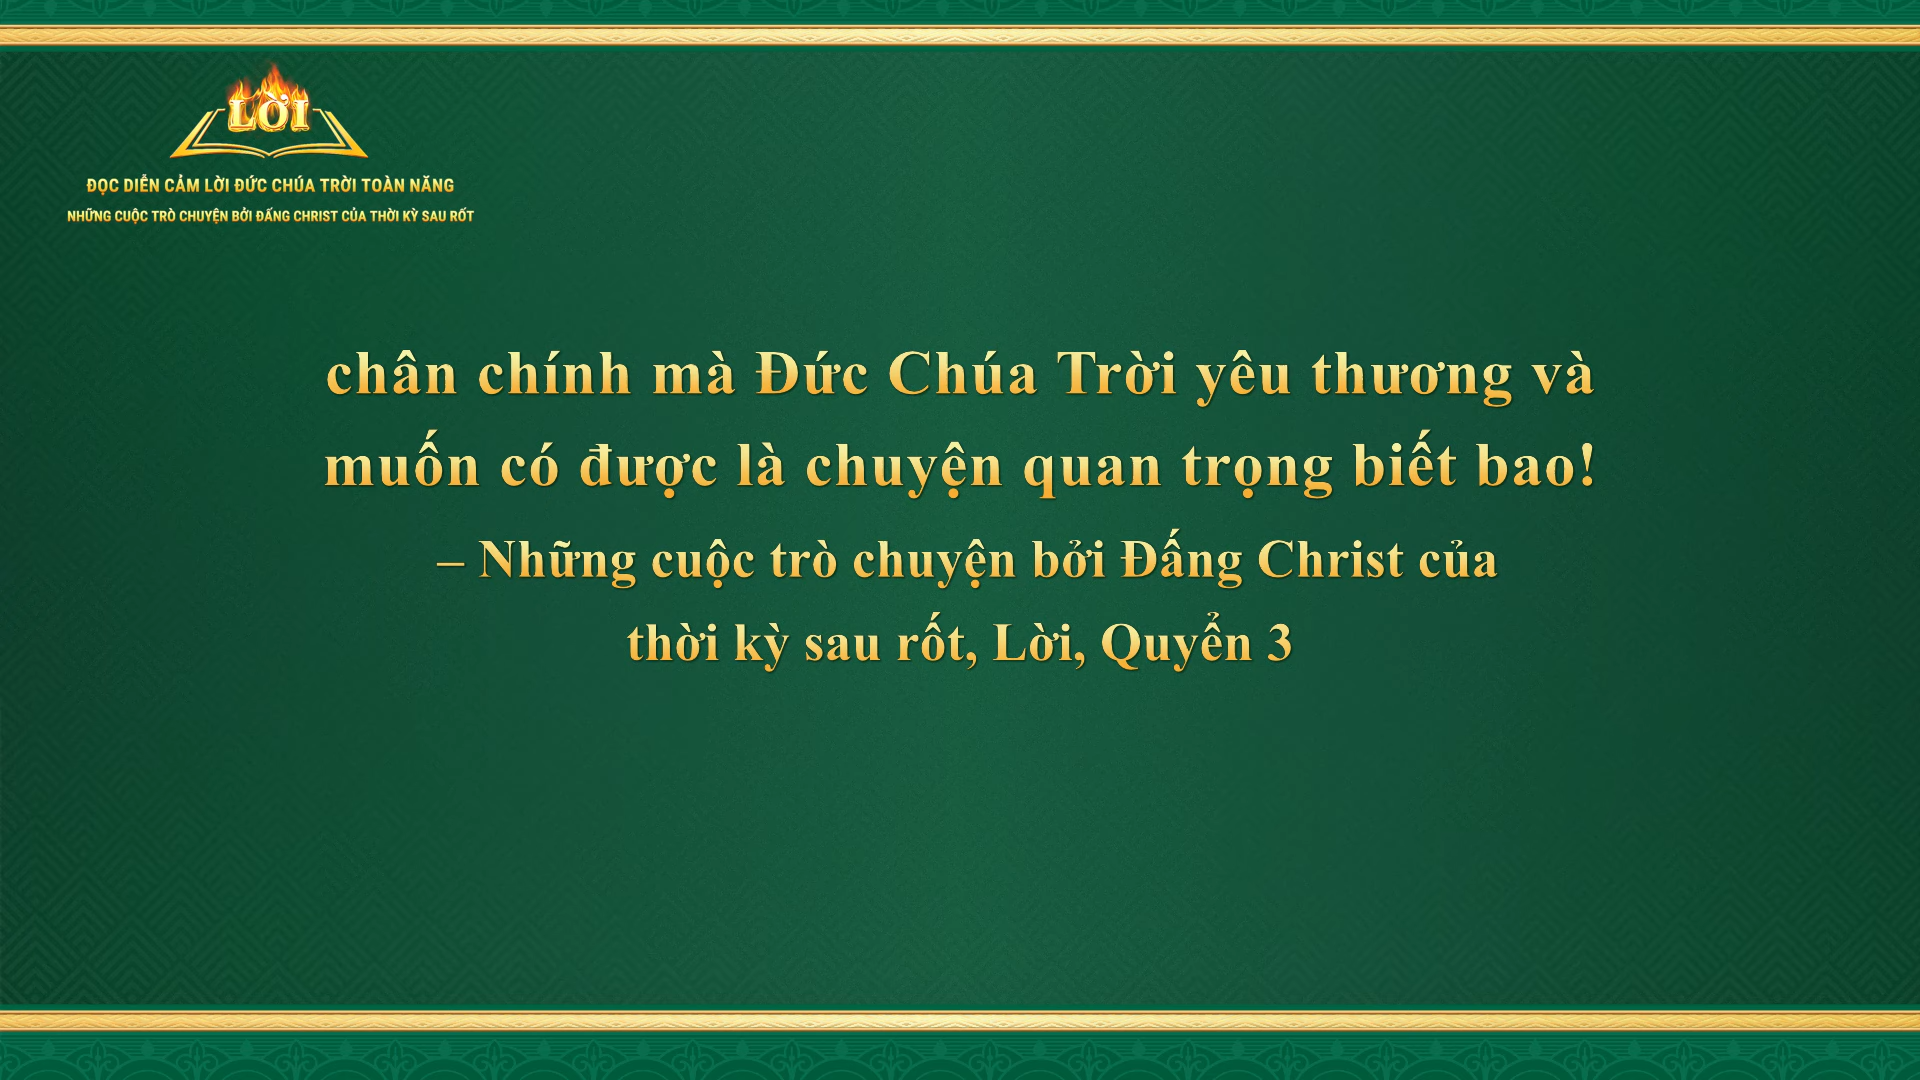 LỜI
ĐỌC DIỄN CẢM LỜI ĐỨC CHÚA TRỜI TOÀN NĂNG
NHỮNG CUỘC TRÒ CHUYỆN BỞI ĐẤNG CHRIST CỦA THỜI KỲ SAU RỐT
chân chính mà Đức Chúa Trời yêu thương và
muốn có được là chuyện quan trọng biết bao!
– Những cuộc trò chuyện bởi Đấng Christ của
thời kỳ sau rốt, Lời, Quyển 3